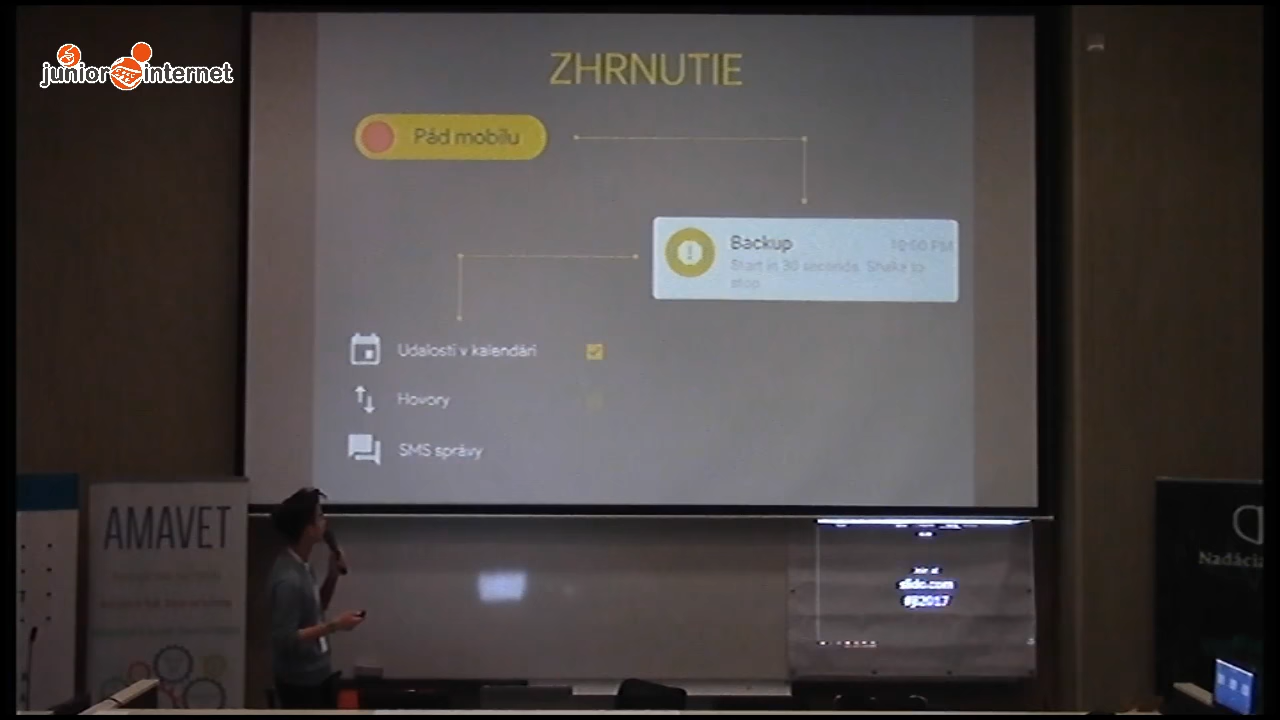 junior internet
ZHRNUTIE
Pád mobilu
Backup
10:00 PM
Start in 30 seconds. Shake to
stop
Udalosti v kalendári
Hovory
SMS správy
AMAVET
Nadácia
slido.com
#ji2017